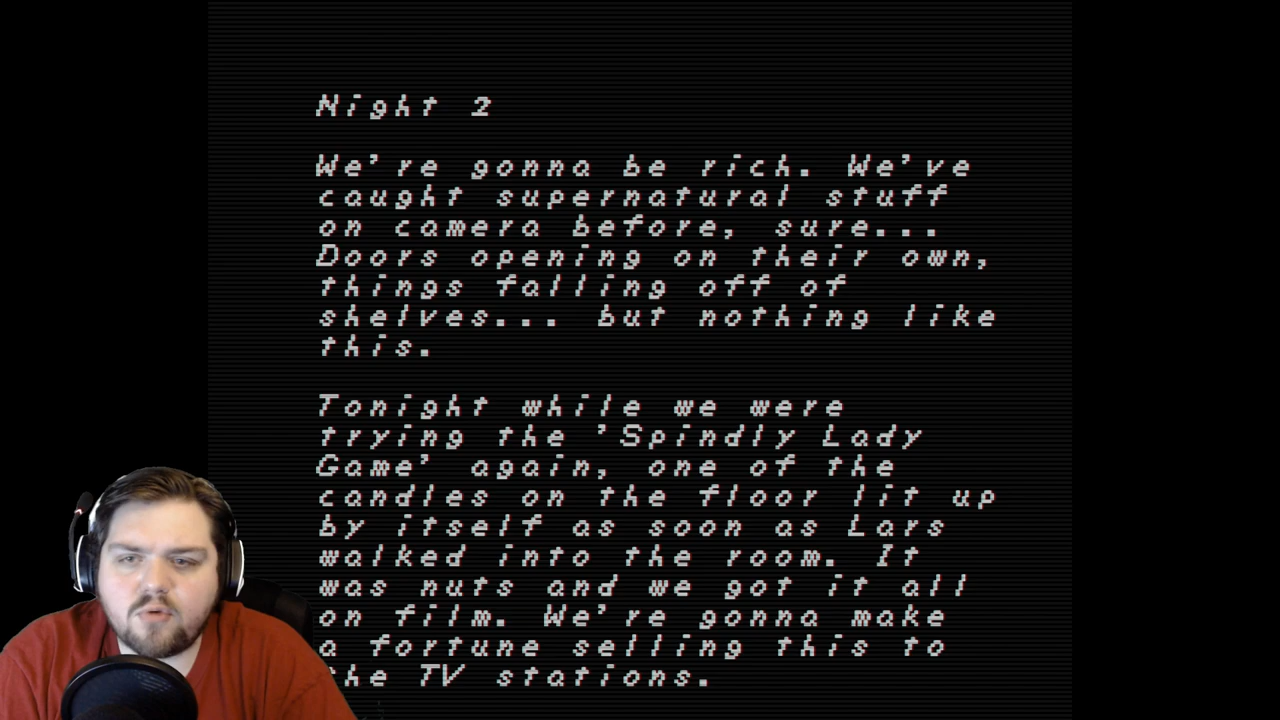 Night 2
We're gonna be rich. We've
caught supernatural stuff
on camera before, sure...
Doors opening on their own,
things falling off of
shelves... but nothing like
this.
Tonight while we were
trying the 'Spindly Lady
Game' again, one of the
candles on the floor lit up
by itself as soon as Lars
walked into the room. It
was nuts and we got it all
on film. We're gonna make
a fortune selling this to
the TV stations.